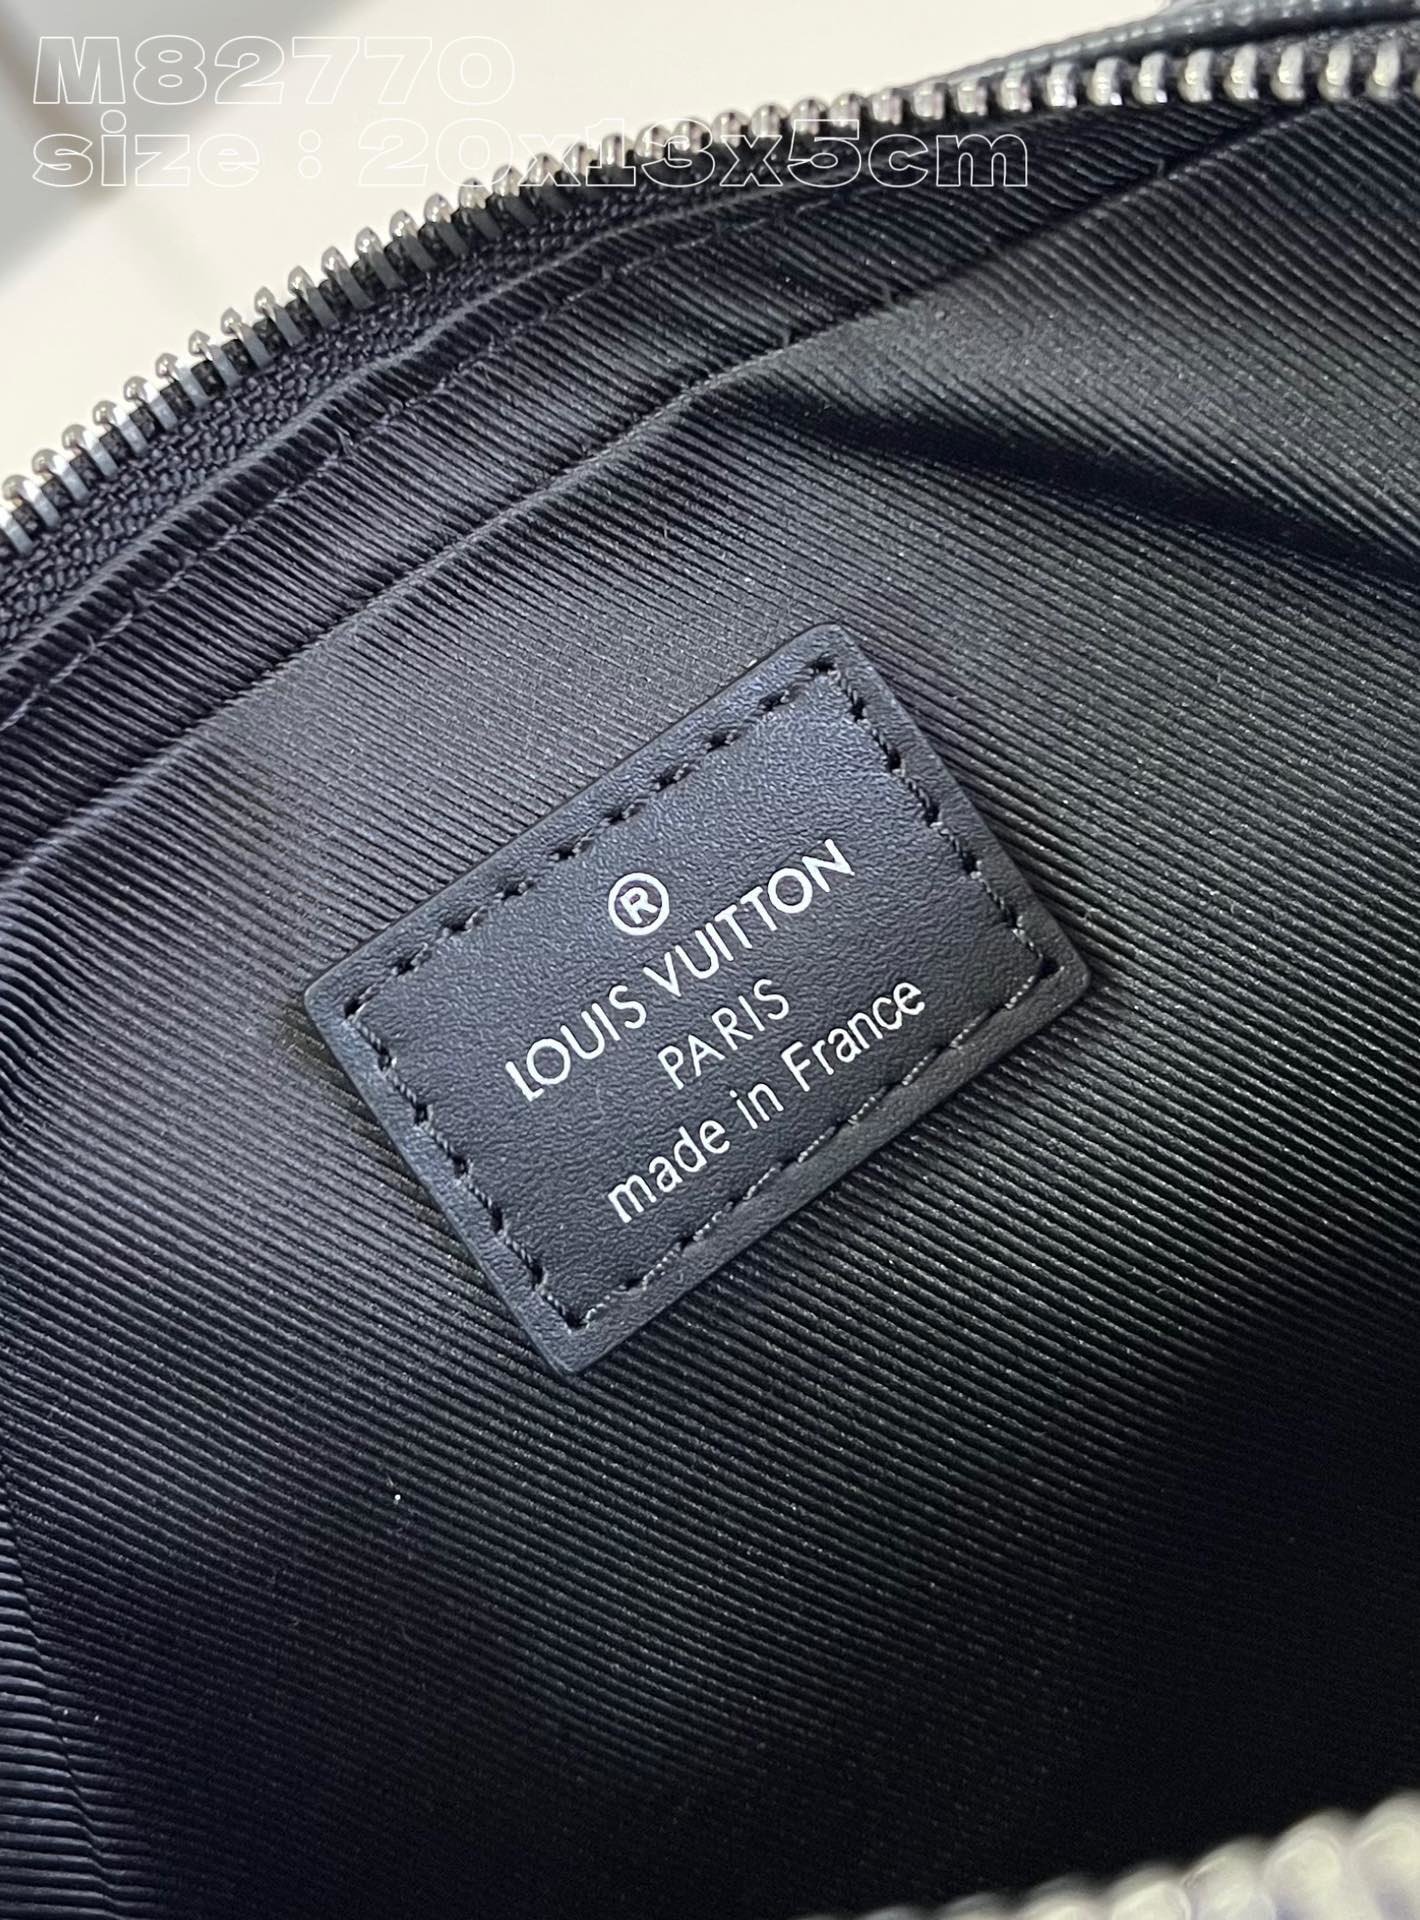 M82770
size : 20x13x5cm
®
LOUIS VUITTON
PARIS
made in France